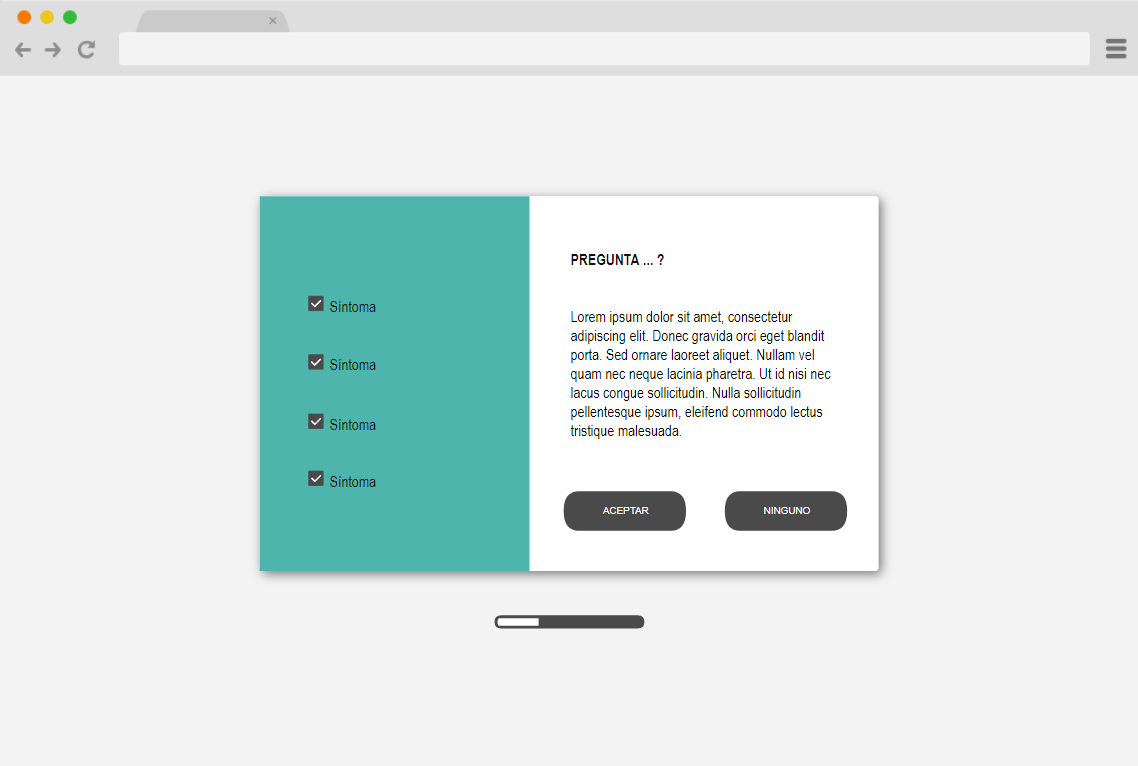 Síntoma
Síntoma
Síntoma
Síntoma
PREGUNTA ... ?
Lorem ipsum dolor sit amet, consectetur
adipiscing elit. Donec gravida orci eget blandit
porta. Sed ornare laoreet aliquet. Nullam vel
quam nec neque lacinia pharetra. Ut id nisi nec
lacus congue sollicitudin. Nulla sollicitudin
pellentesque ipsum, eleifend commodo lectus
tristique malesuada.
ACEPTAR
NINGUNO